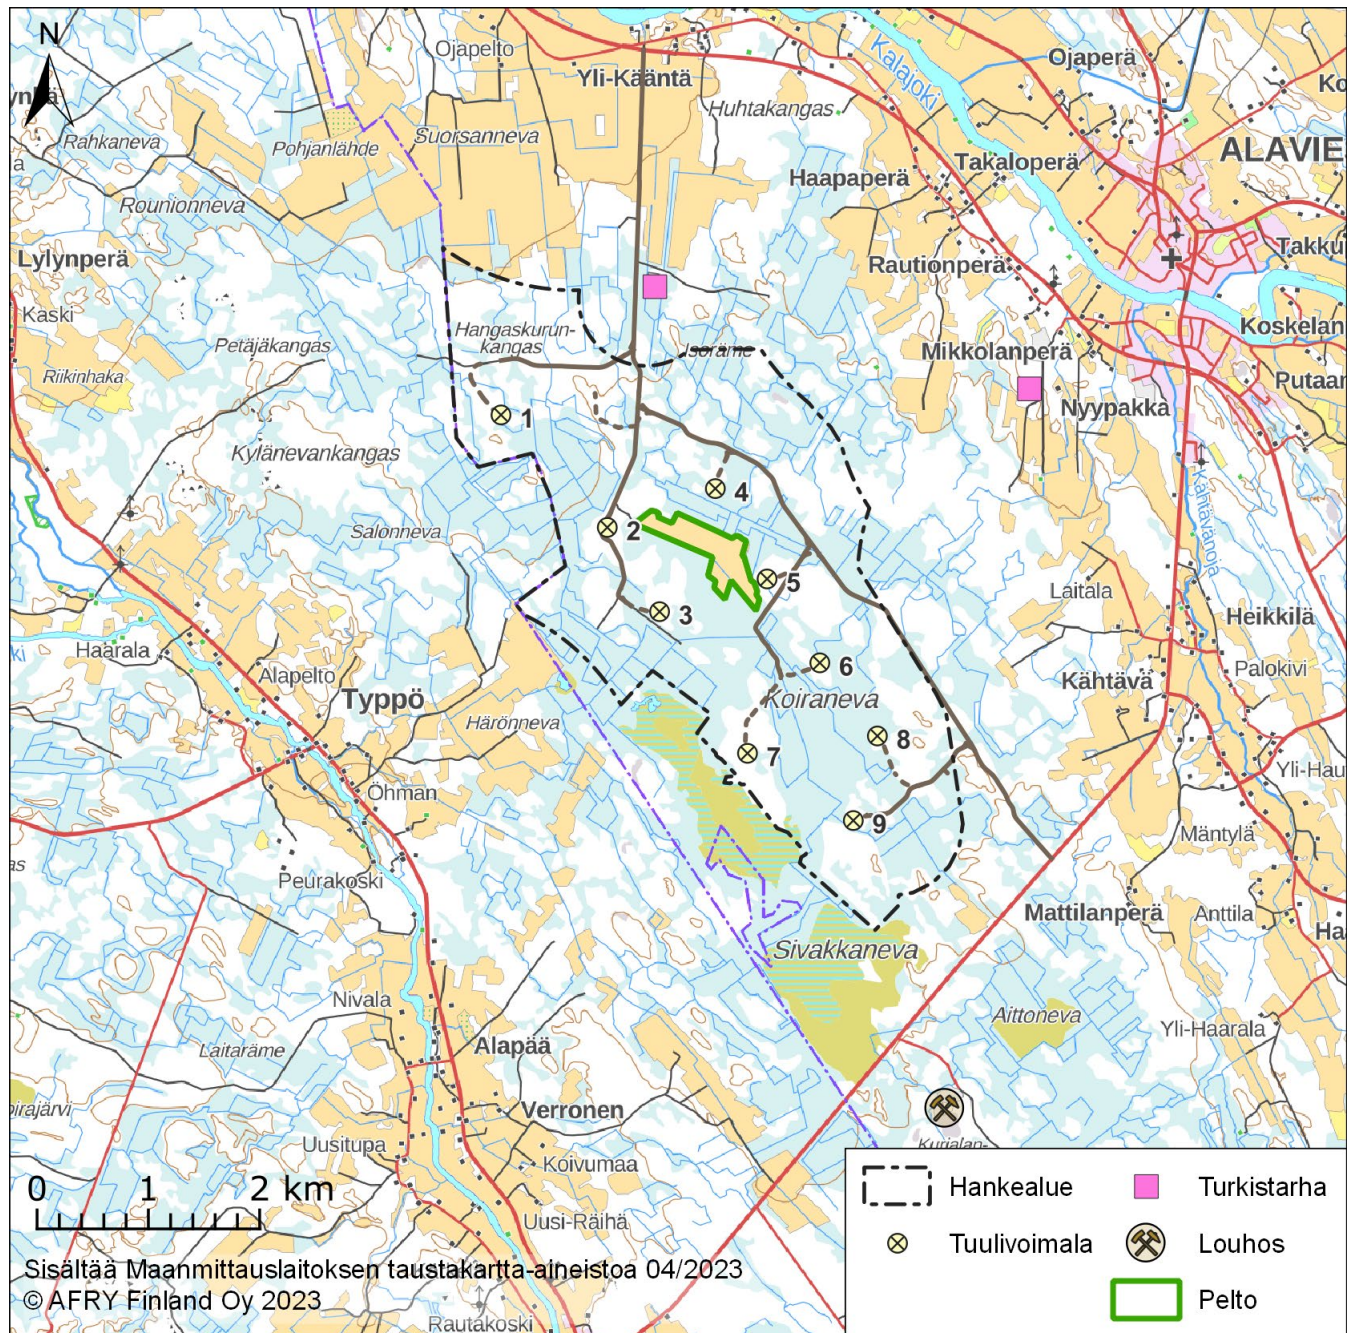 N
Ojapelto
Yli-Kääntä
Kalajoki
Ojaperä
Huhtakangas
Rahkaneva
Pohjanlähde
Suorsanneva
Takaloperä
ALAVIE
Haapaperä
Rounionneva
Lylynperä
Rautionperä
Takku
Kaski
Hangaskurun-
kangas
Petäjäkangas
Isoräme
Mikkolanperä
Koskelan
Riikinhaka
Putaan
Nyypakka
1
Kylänevankangas
Kähtävänoja
4
Salonneva
2
5
Laitala
3
Heikkilä
Haarala
Alapelto
6
Palokivi
Typpö
Koiraneva
Kähtävä
Härönneva
8
7
Yli-Hau
Öhman
9
Mäntylä
Peurakoski
Mattilanperä
Anttila
Sivakkaneva
Nivala
Aittoneva
Yli-Haarala
Laitaräme
Alapää
Verronen
Uusitupa
Koivumaa
Kurjalan-
0 1 2 km
Uusi-Räihä
Hankealue
Turkistarha
Tuulivoimala
Louhos
Pelto
Sisältää Maanmittauslaitoksen taustakartta-aineistoa 04/2023
© AFRY Finland Oy 2023
Rautakoski